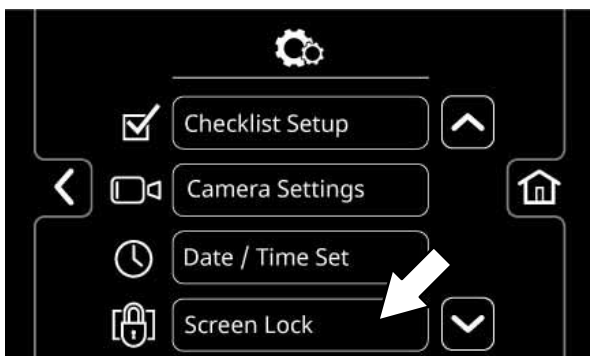 Checklist Setup
Camera Settings
Date / Time Set
Screen Lock